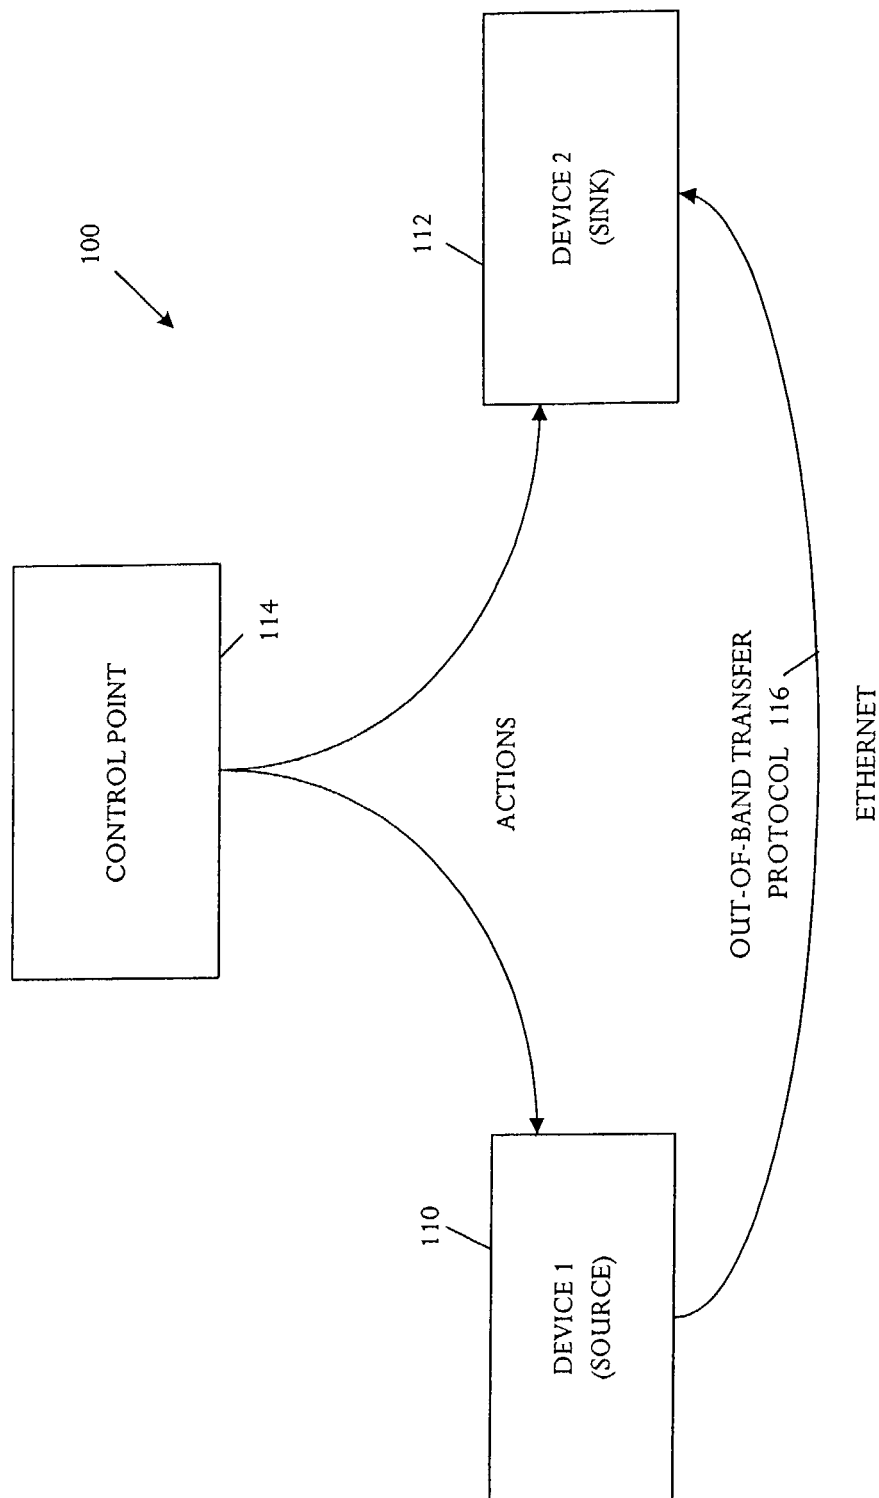 100
CONTROL POINT
114
110
112
DEVICE 1
(SOURCE)
DEVICE 2
(SINK)
ACTIONS
OUT-OF-BAND TRANSFER
PROTOCOL 116
ETHERNET